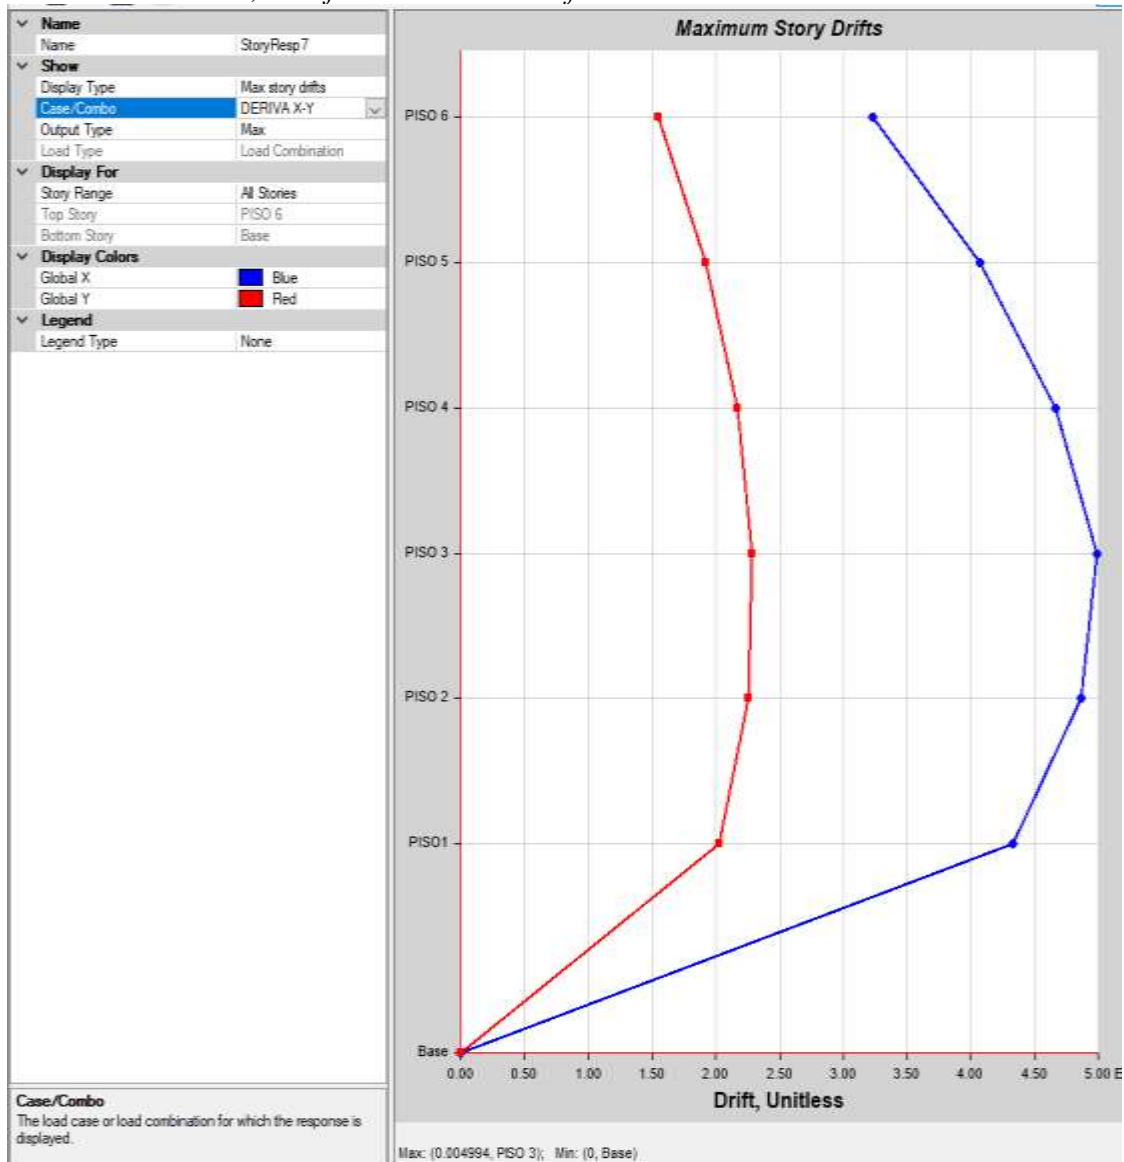 Name
Name StoryResp7
Show
Display Type Max story drifts
Case/Combo DERIVA X-Y
Output Type Max
Load Type Load Combination
Display For
Story Range All Stories
Top Story PISO 6
Bottom Story Base
Display Colors
Global X Blue
Global Y Red
Legend
Legend Type None
Case/Combo
The load case or load combination for which the response is
displayed.
Maximum Story Drifts
PISO 6
PISO 5
PISO 4
PISO 3
PISO 2
PISO1
Base
0.00 0.50 1.00 1.50 2.00 2.50 3.00 3.50 4.00 4.50 5.00 E
Drift, Unitless
Max: (0.004994, PISO 3); Min: (0, Base)